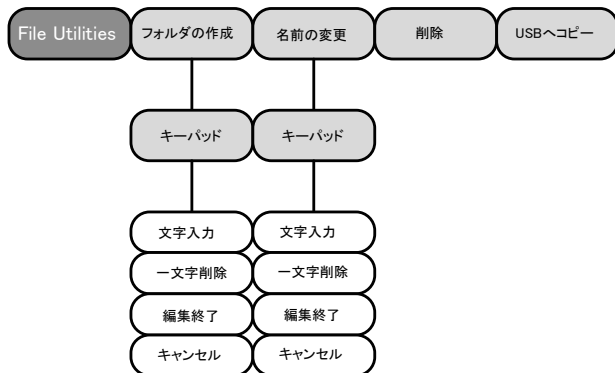 File Utilities
フォルダの作成
名前の変更
削除
USBへコピー
キーパッド
キーパッド
文字入力
文字入力
一文字削除
一文字削除
編集終了
編集終了
キャンセル
キャンセル